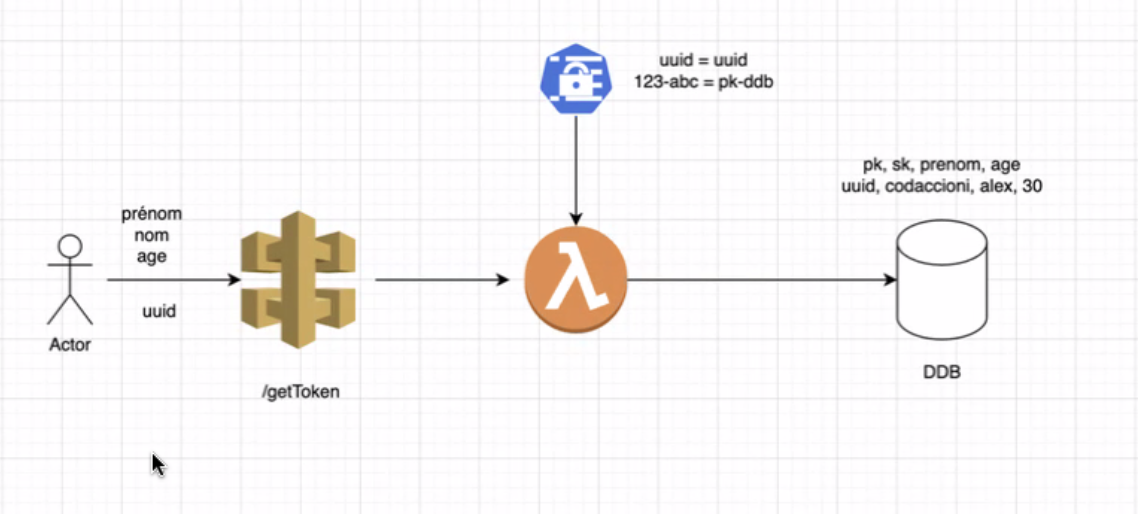 uuid = uuid
123-abc = pk-ddb
pk, sk, prenom, age
uuid, codaccioni, alex, 30
prénom
nom
age
uuid
Actor
/getToken
λ
DDB